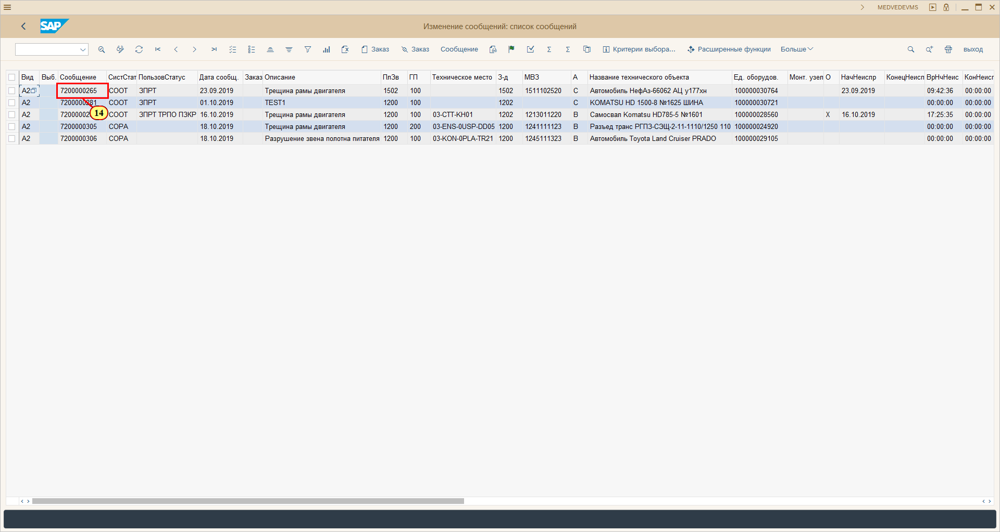 MEDVEDEVMS
SAP
Изменение сообщений: список сообщений
Заказ Заказ Сообщение Σ Σ Критерии выбора... Расширенные функции Больше выход
Вид Выб. Сообщение СистСтат ПользовСтатус Дата сообщ. Заказ Описание ПлЗв ГП Техническое место З-д МВЗ А Название технического объекта Ед. оборудов. Монт. узел О НачНеиспр КонецНеисп ВрНчНеис КонНеисп
A2 7200000265 СООТ ЗПРТ 23.09.2019 Трещина рамы двигателя 1502 100 1502 1511102520 C Автомобиль НефАз-66062 АЦ у177хн 100000030764 23.09.2019 09:42:36 00:00:00
A2 7200000281 СООТ ЗПРТ 01.10.2019 TEST1 1200 100 1202 C KOMATSU HD 1500-8 №1625 ШИНА 100000030721 00:00:00 00:00:00
14
A2 СООТ ЗПРТ ТРПО ПЗКР 16.10.2019 Трещина рамы двигателя 1200 100 03-CTT-KH01 1202 1213011220 B Самосвал Komatsu HD785-5 №1601 100000028560 X 16.10.2019 17:25:35 00:00:00
A2 7200000305 СОРА 18.10.2019 Трещина рамы двигателя 1200 200 03-ENS-0USP-DD05 1200 1241111123 B Разъед транс РГПЗ-СЭЩ-2-11-1110/1250 110 100000024920 00:00:00 00:00:00
A2 7200000306 СОРА 18.10.2019 Разрушение звена полотна питателя 1200 100 03-KON-0PLA-TR21 1200 1245111323 B Автомобиль Toyota Land Cruiser PRADO 100000029105 00:00:00 00:00:00